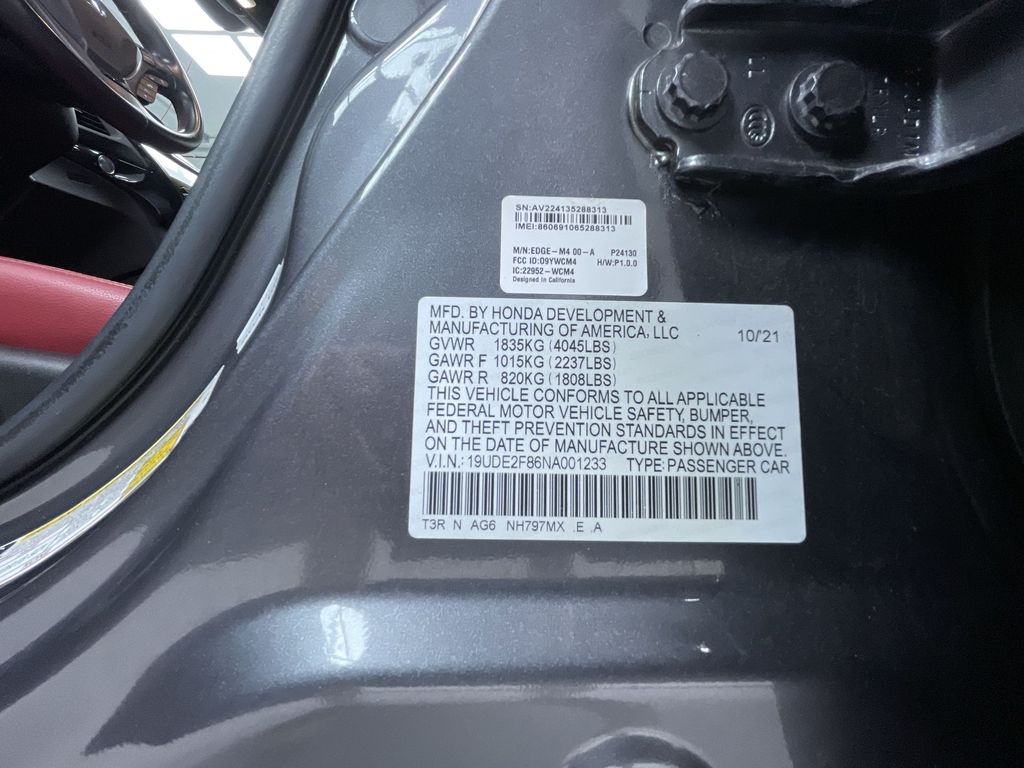 11
SN:AV224135288313
IMEI:860691065288313
M/N:EDGE-M4 00-A P24130
FCC ID:O9YWCM4 H/W:P1.0.0
IC:22952-WCM4
Designed in California
MFD. BY HONDA DEVELOPMENT &
MANUFACTURING OF AMERICA, LLC 10/21
GVWR 1835KG (4045LBS)
GAWR F 1015KG (2237LBS)
GAWR R 820KG (1808LBS)
THIS VEHICLE CONFORMS TO ALL APPLICABLE
FEDERAL MOTOR VEHICLE SAFETY, BUMPER,
AND THEFT PREVENTION STANDARDS IN EFFECT
ON THE DATE OF MANUFACTURE SHOWN ABOVE.
V.I.N.: 19UDE2F86NA001233 TYPE: PASSENGER CAR
T3R N AG6 NH797MX .E .A